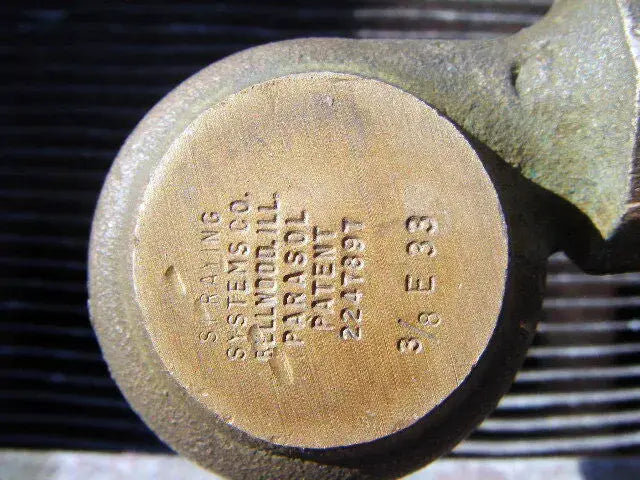 SPRAYING
SYSTEMS CO.
BELLWOOD, ILL.
PARASOL
PATENT
2247897
3/8 E 33